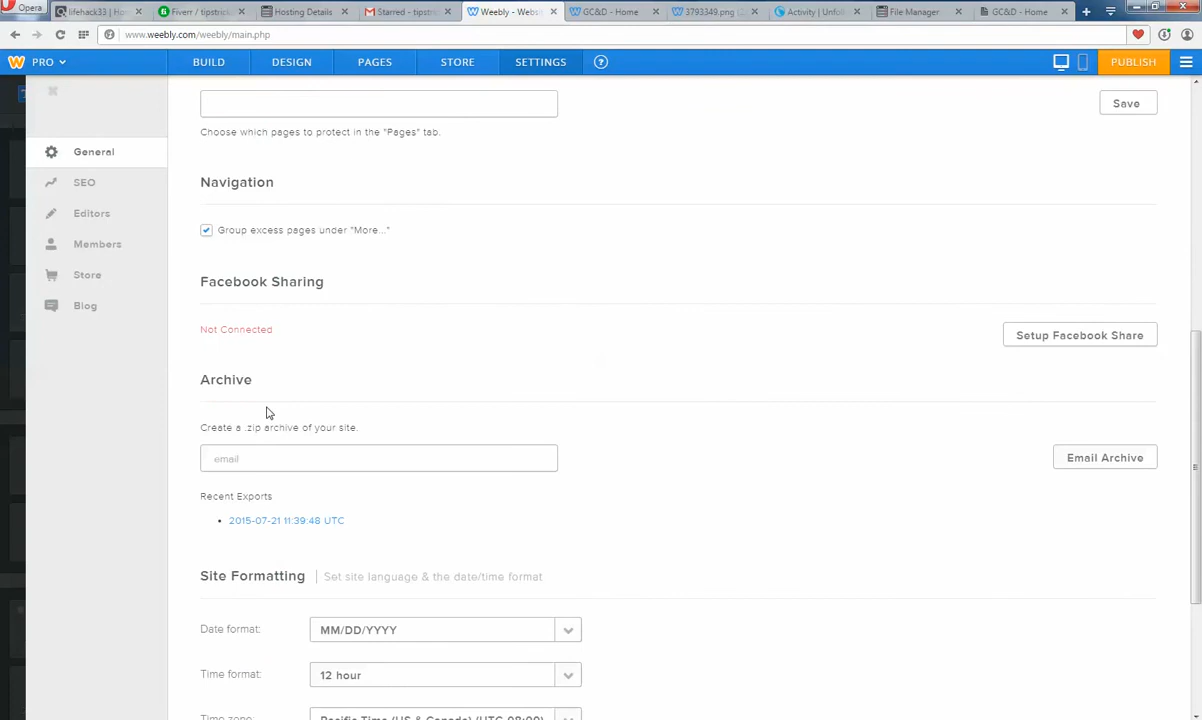 Opera
lifehack33 | Ho
Fiverr / tipstrick
Hosting Details
Starred - tipstri
Weebly - Websi
GC&D - Home
3793349.png (2
Activity | Unfol
File Manager
GC&D - Home
www.weebly.com/weebly/main.php
PRO BUILD DESIGN PAGES STORE SETTINGS ? PUBLISH
General
SEO
Editors
Members
Store
Blog
Save
Choose which pages to protect in the "Pages" tab.
Navigation
Group excess pages under "More..."
Facebook Sharing
Not Connected
Setup Facebook Share
Archive
Create a .zip archive of your site.
email
Email Archive
Recent Exports
• 2015-07-21 11:39:48 UTC
Site Formatting | Set site language & the date/time format
Date format: MM/DD/YYYY
Time format: 12 hour
Time zone: Pacific Time (US & Canada) (UTC-08:00)